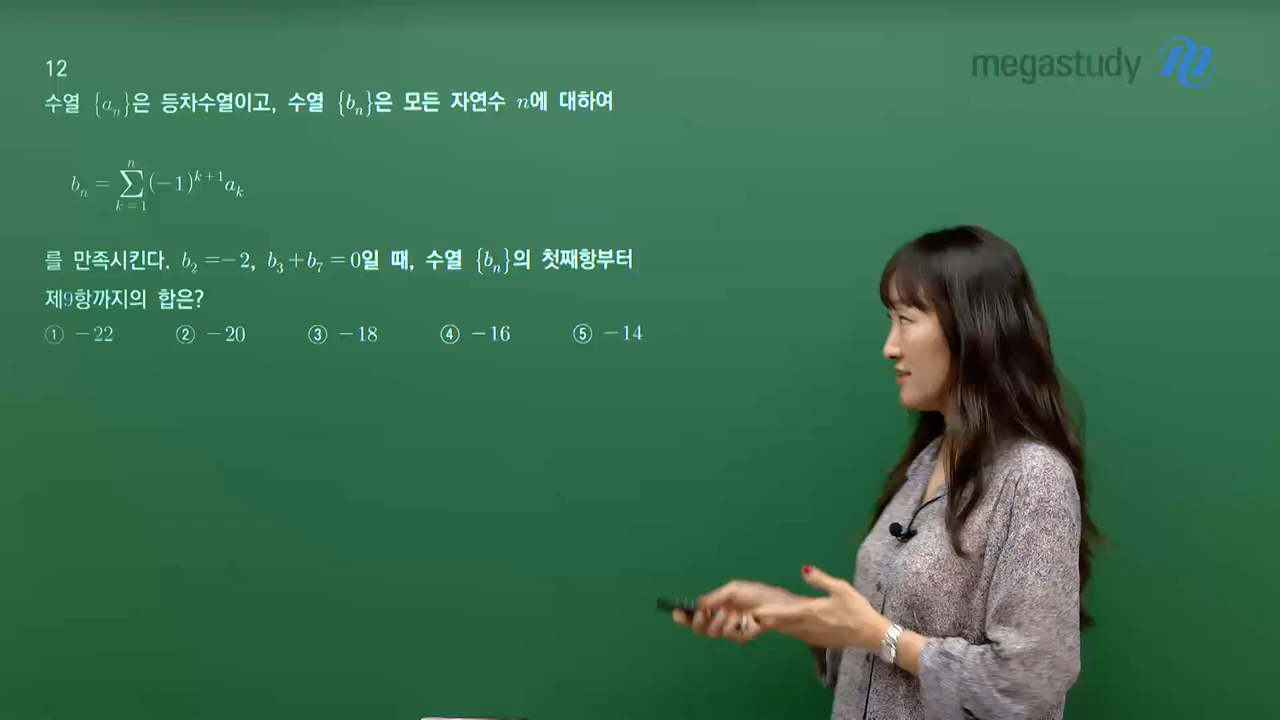 megastudy
12
수열 {aₙ}은 등차수열이고, 수열 {bₙ}은 모든 자연수 n에 대하여
bₙ = ∑ₖ₌₁ⁿ (−1)ᵏ⁺¹aₖ
를 만족시킨다. b₂ = −2, b₃ + b₇ = 0일 때, 수열 {bₙ}의 첫째항부터
제9항까지의 합은?
① −22 ② −20 ③ −18 ④ −16 ⑤ −14